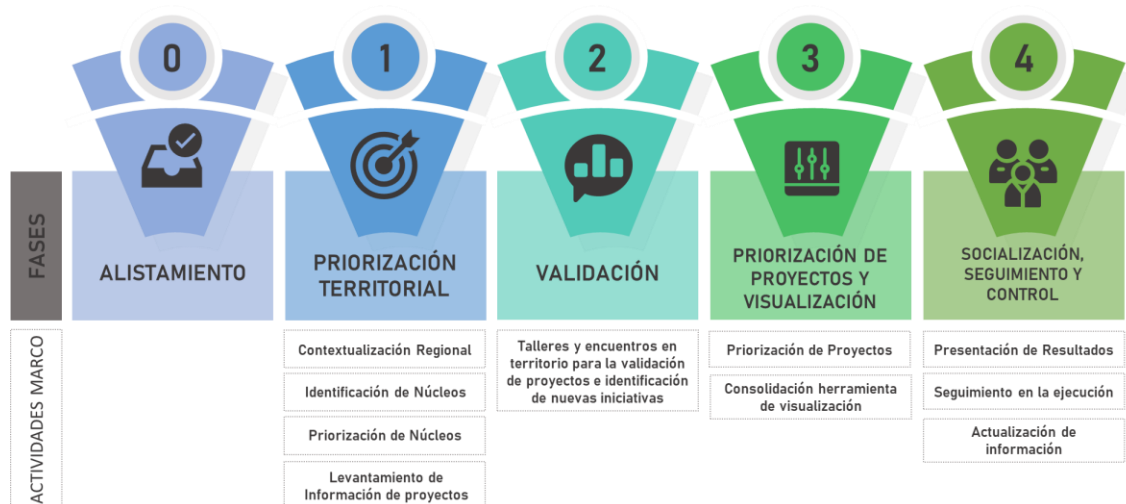 0
1
2
3
4
FASES
ALISTAMIENTO
PRIORIZACIÓN
TERRITORIAL
VALIDACIÓN
PRIORIZACIÓN DE
PROYECTOS Y
VISUALIZACIÓN
SOCIALIZACIÓN,
SEGUIMIENTO Y
CONTROL
ACTIVIDADES MARCO
Contextualización Regional
Identificación de Núcleos
Priorización de Núcleos
Levantamiento de
Información de proyectos
Talleres y encuentros en
territorio para la validación
de proyectos e identificación
de nuevas iniciativas
Priorización de Proyectos
Consolidación herramienta
de visualización
Presentación de Resultados
Seguimiento en la ejecución
Actualización de
información